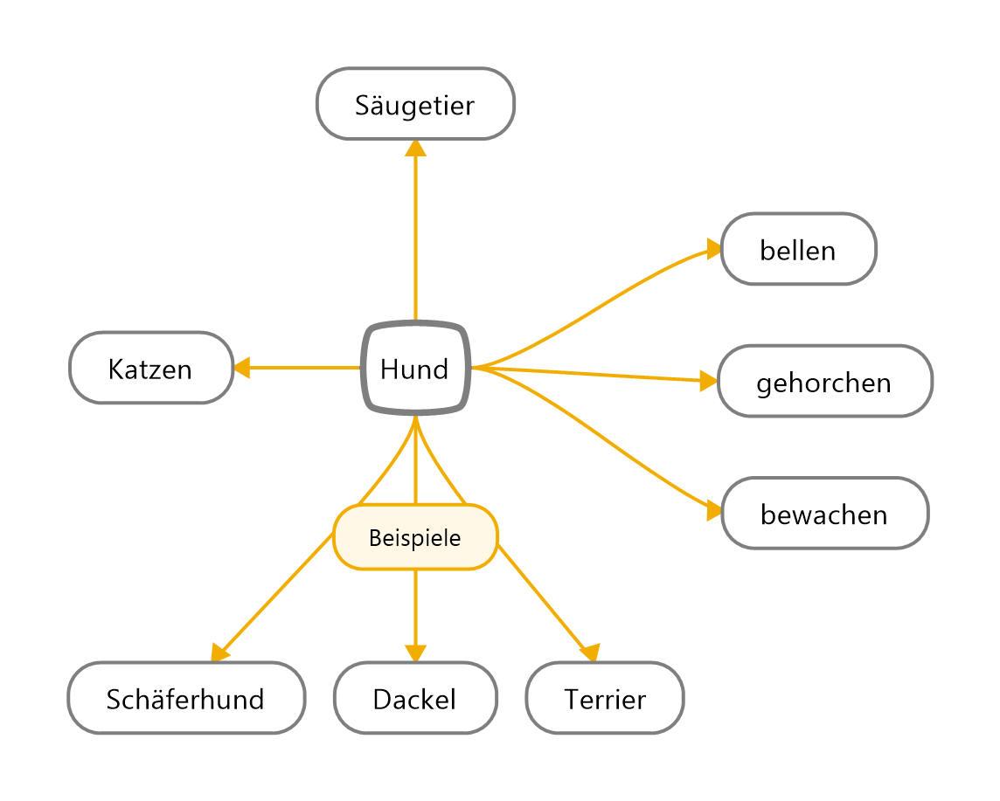 Säugetier
bellen
Katzen
Hund
gehorchen
bewachen
Beispiele
Schäferhund
Dackel
Terrier